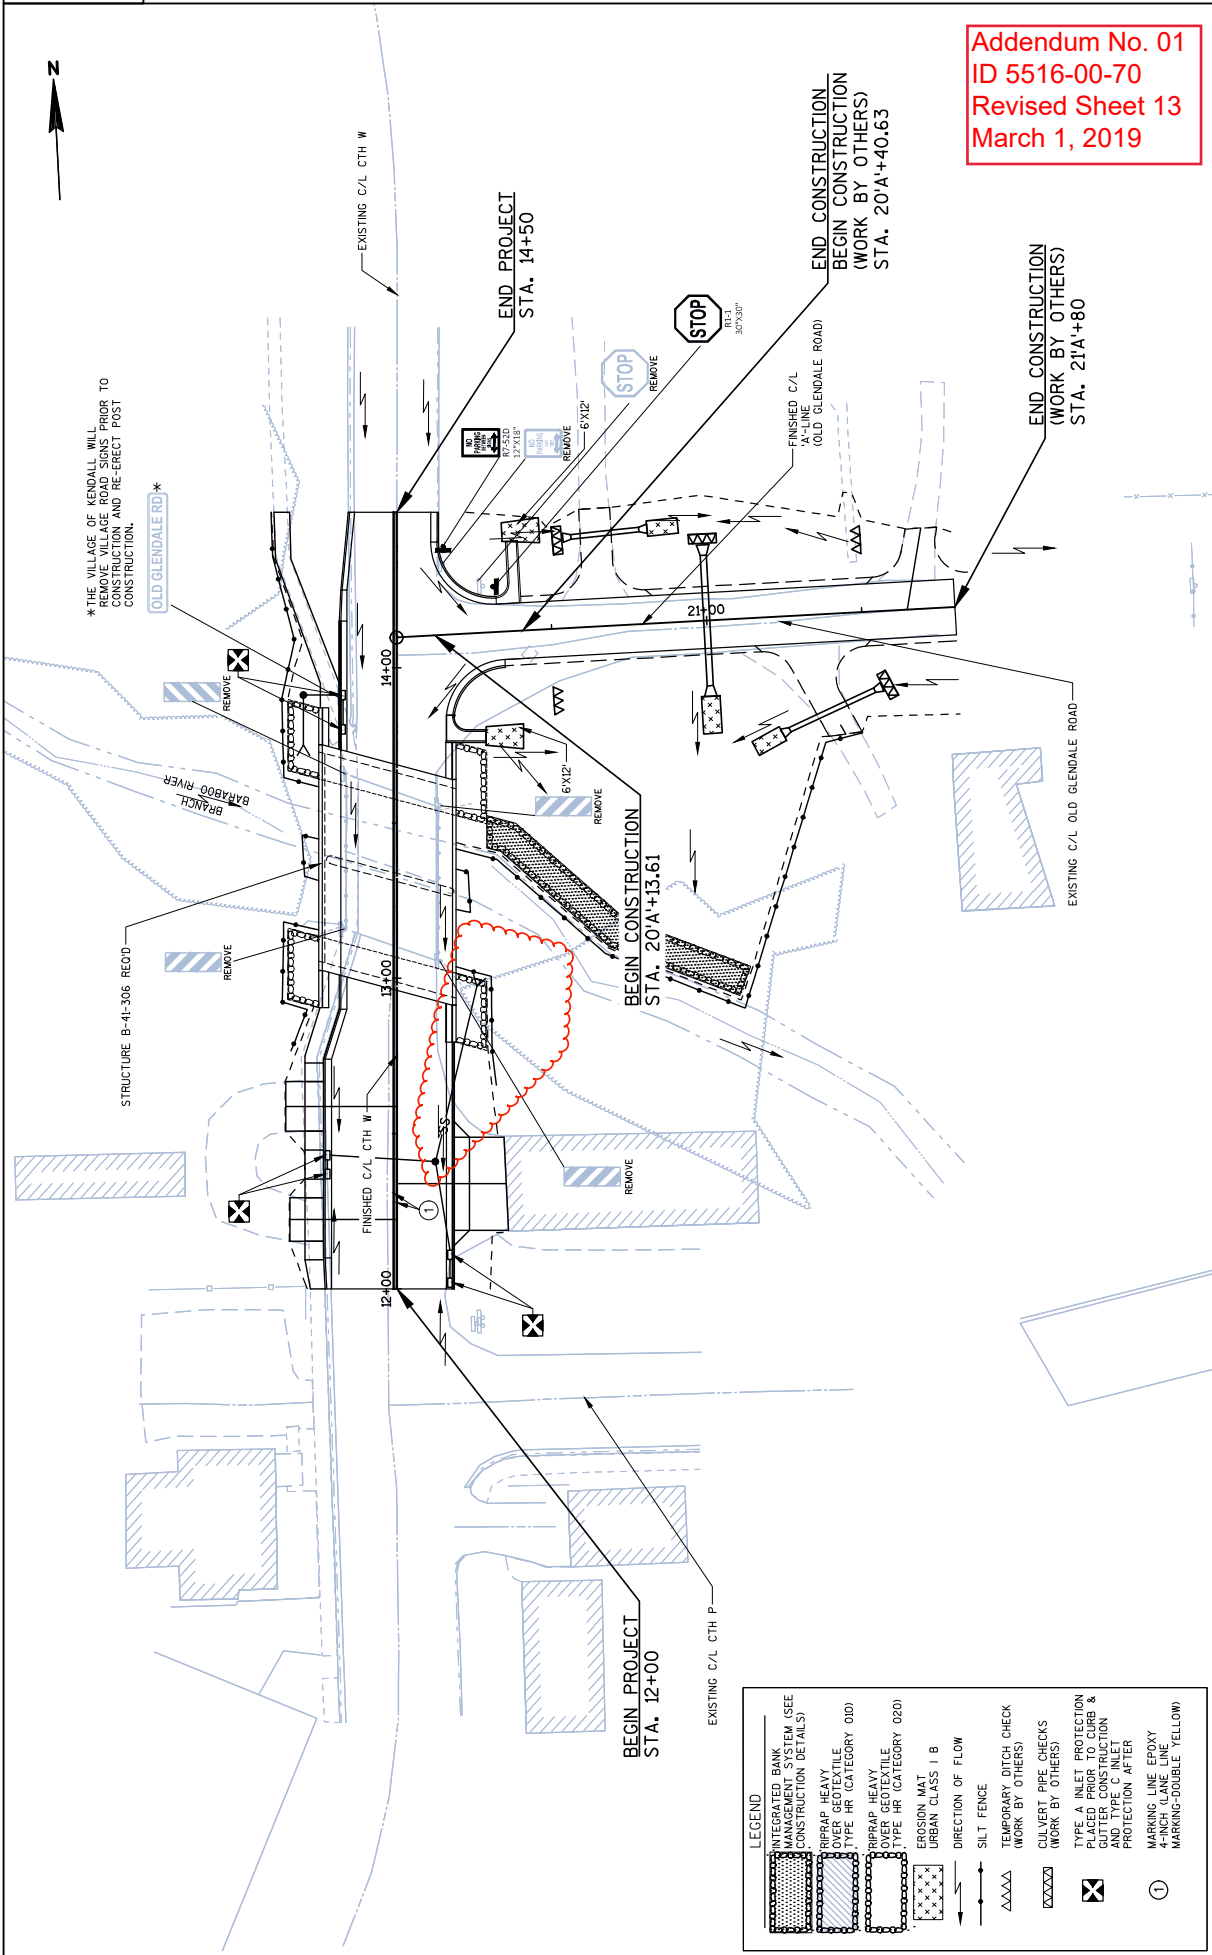 Addendum No. 01
ID 5516-00-70
Revised Sheet 13
March 1, 2019
N
EXISTING C/L CTH W
END PROJECT
STA. 14+50
END CONSTRUCTION
BEGIN CONSTRUCTION
(WORK BY OTHERS)
STA. 20'A'+40.63
END CONSTRUCTION
(WORK BY OTHERS)
STA. 21'A'+80
*THE VILLAGE OF KENDALL WILL
REMOVE VILLAGE ROAD SIGNS PRIOR TO
CONSTRUCTION AND RE-ERECT POST
CONSTRUCTION.
OLD GLENDALE RD *
STOP
R1-1
30"X30"
STOP
REMOVE
NO
PARKING
R7-52D
12"X18"
NO
PARKING
REMOVE
6'X12'
FINISHED C/L
'A'-LINE
(OLD GLENDALE ROAD)
21+00
14+00
REMOVE
BRANCH
BARABOO RIVER
6'X12'
REMOVE
BEGIN CONSTRUCTION
STA. 20'A'+13.61
EXISTING C/L OLD GLENDALE ROAD
STRUCTURE B-41-306 REQ'D
REMOVE
13+00
FINISHED C/L CTH W
SS
1
REMOVE
12+00
BEGIN PROJECT
STA. 12+00
EXISTING C/L CTH P
LEGEND
INTEGRATED BANK
MANAGEMENT SYSTEM (SEE
CONSTRUCTION DETAILS)
RIPRAP HEAVY
OVER GEOTEXTILE
TYPE HR (CATEGORY 010)
RIPRAP HEAVY
OVER GEOTEXTILE
TYPE HR (CATEGORY 020)
EROSION MAT
URBAN CLASS I B
DIRECTION OF FLOW
SILT FENCE
TEMPORARY DITCH CHECK
(WORK BY OTHERS)
CULVERT PIPE CHECKS
(WORK BY OTHERS)
TYPE A INLET PROTECTION
PLACED PRIOR TO CURB &
GUTTER CONSTRUCTION
AND TYPE C INLET
PROTECTION AFTER
1
MARKING LINE EPOXY
4-INCH (LANE LINE
MARKING-DOUBLE YELLOW)